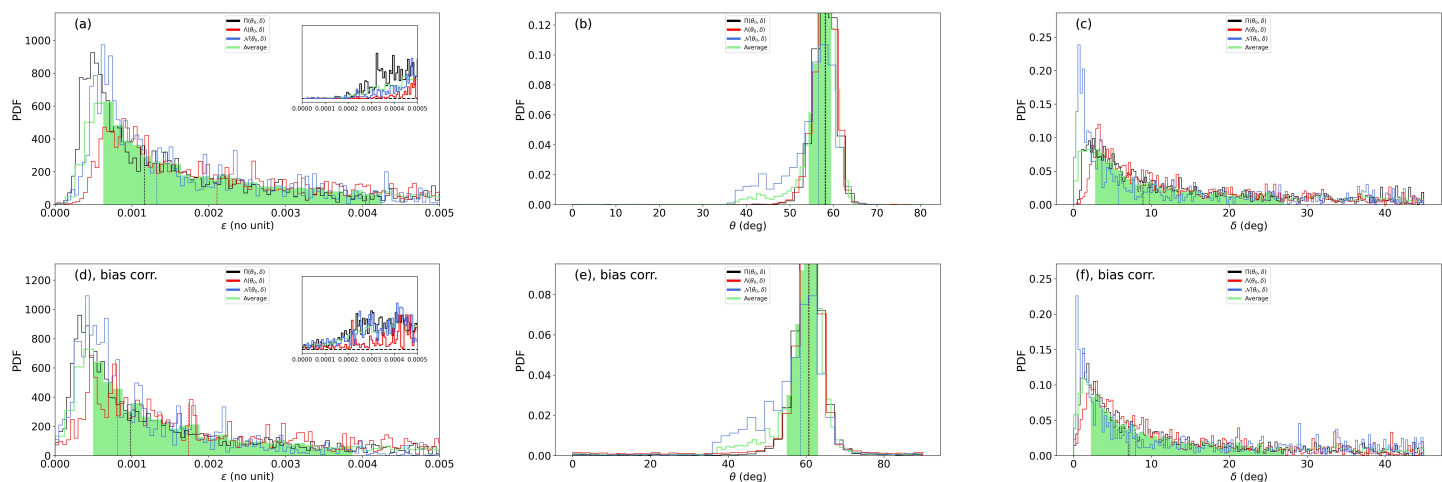 (a)
Π(θ₀, δ)
Λ(θ₀, δ)
𝒩(θ₀, δ)
Average
PDF
1000
800
600
400
200
0
0.0000 0.0001 0.0002 0.0003 0.0004 0.0005
0.000 0.001 0.002 0.003 0.004 0.005
ε (no unit)
(b)
Π(θ₀, δ)
Λ(θ₀, δ)
𝒩(θ₀, δ)
Average
PDF
0.12
0.10
0.08
0.06
0.04
0.02
0.00
0 10 20 30 40 50 60 70 80
θ (deg)
(c)
Π(θ₀, δ)
Λ(θ₀, δ)
𝒩(θ₀, δ)
Average
PDF
0.25
0.20
0.15
0.10
0.05
0.00
0 10 20 30 40
δ (deg)
(d), bias corr.
Π(θ₀, δ)
Λ(θ₀, δ)
𝒩(θ₀, δ)
Average
PDF
1200
1000
800
600
400
200
0
0.0000 0.0001 0.0002 0.0003 0.0004 0.0005
0.000 0.001 0.002 0.003 0.004 0.005
ε (no unit)
(e), bias corr.
Π(θ₀, δ)
Λ(θ₀, δ)
𝒩(θ₀, δ)
Average
PDF
0.08
0.06
0.04
0.02
0.00
0 20 40 60 80
θ (deg)
(f), bias corr.
Π(θ₀, δ)
Λ(θ₀, δ)
𝒩(θ₀, δ)
Average
PDF
0.25
0.20
0.15
0.10
0.05
0.00
0 10 20 30 40
δ (deg)